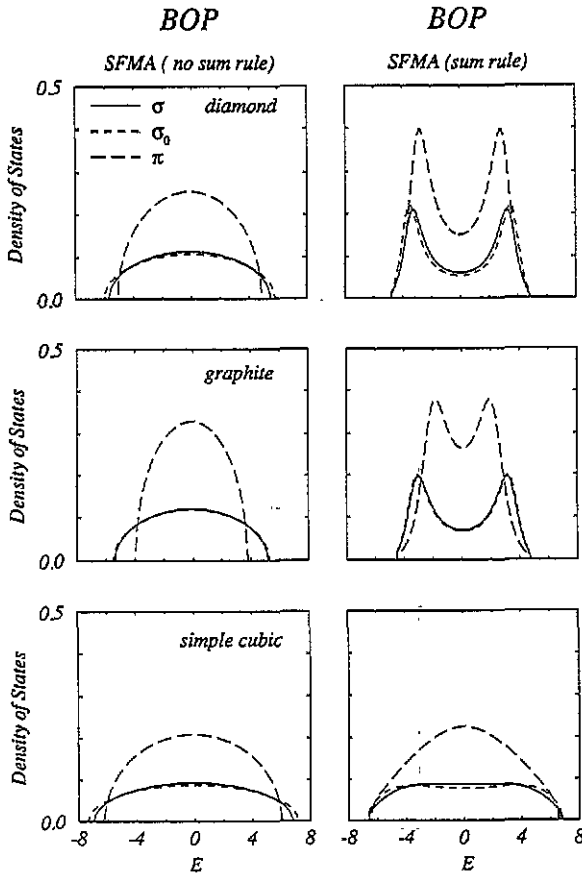 BOP BOP
SFMA ( no sum rule) SFMA (sum rule)
0.5
σ diamond
σ₀
π
Density of States
0.0
0.5
graphite
Density of States
0.0
0.5
simple cubic
Density of States
0.0
-8 -4 0 4 8 -8 -4 0 4 8
E E